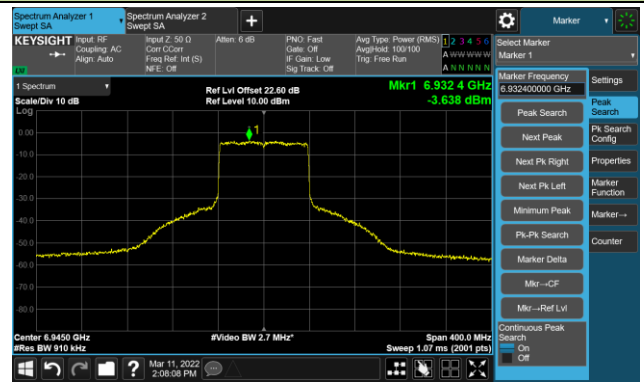 Spectrum Analyzer 1
Swept SA
Spectrum Analyzer 2
Swept SA
+
Marker
KEYSIGHT
Input: RF
Coupling: AC
Align: Auto
Input Z: 50 Ω
Corr CCorr
Freq Ref: Int (S)
NFE: Off
Atten: 6 dB
PNO: Fast
Gate: Off
IF Gain: Low
Sig Track: Off
Avg Type: Power (RMS)
Avg|Hold: 100/100
Trig: Free Run
1 2 3 4 5 6
A W W W W W
A N N N N N
LW
Select Marker
Marker 1
1 Spectrum
Scale/Div 10 dB
Log
Ref Lvl Offset 22.60 dB
Ref Level 10.00 dBm
Mkr1 6.932 4 GHz
-3.638 dBm
1
0.00
-10.0
-20.0
-30.0
-40.0
-50.0
-60.0
-70.0
-80.0
Center 6.9450 GHz
#Res BW 910 kHz
#Video BW 2.7 MHz*
Span 400.0 MHz
Sweep 1.07 ms (2001 pts)
Marker Frequency
6.932400000 GHz
Peak Search
Next Peak
Next Pk Right
Next Pk Left
Minimum Peak
Pk-Pk Search
Marker Delta
Mkr→CF
Mkr→Ref Lvl
Continuous Peak
Search
On
Off
Settings
Peak
Search
Pk Search
Config
Properties
Marker
Function
Marker→
Counter
?
Mar 11, 2022
2:08:08 PM